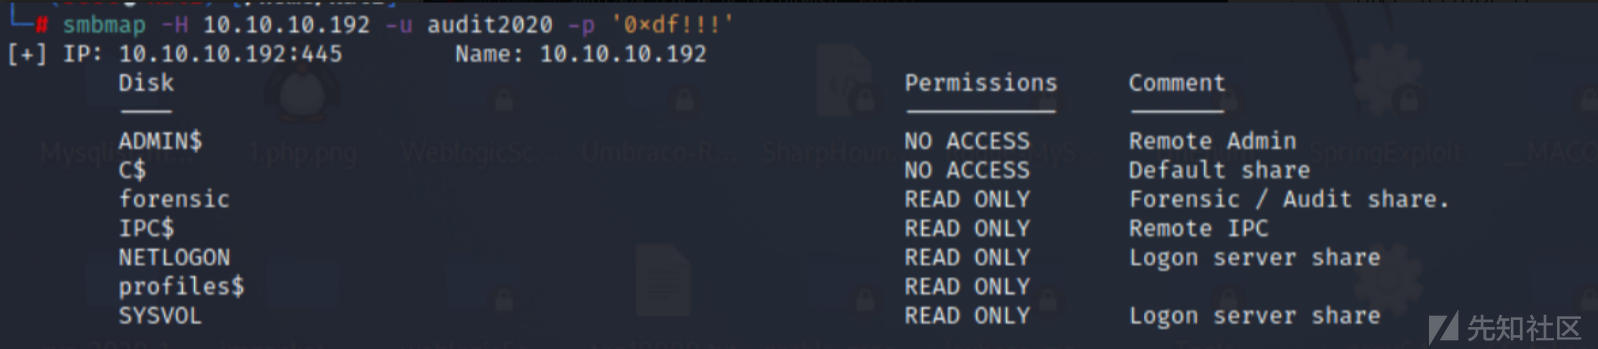 └─# smbmap -H 10.10.10.192 -u audit2020 -p '0×df!!!'
[+] IP: 10.10.10.192:445 Name: 10.10.10.192
Disk Permissions Comment
---- ----------- -------
ADMIN$ NO ACCESS Remote Admin
C$ NO ACCESS Default share
forensic READ ONLY Forensic / Audit share.
IPC$ READ ONLY Remote IPC
NETLOGON READ ONLY Logon server share
profiles$ READ ONLY
SYSVOL READ ONLY Logon server share
1.php.png
先知社区